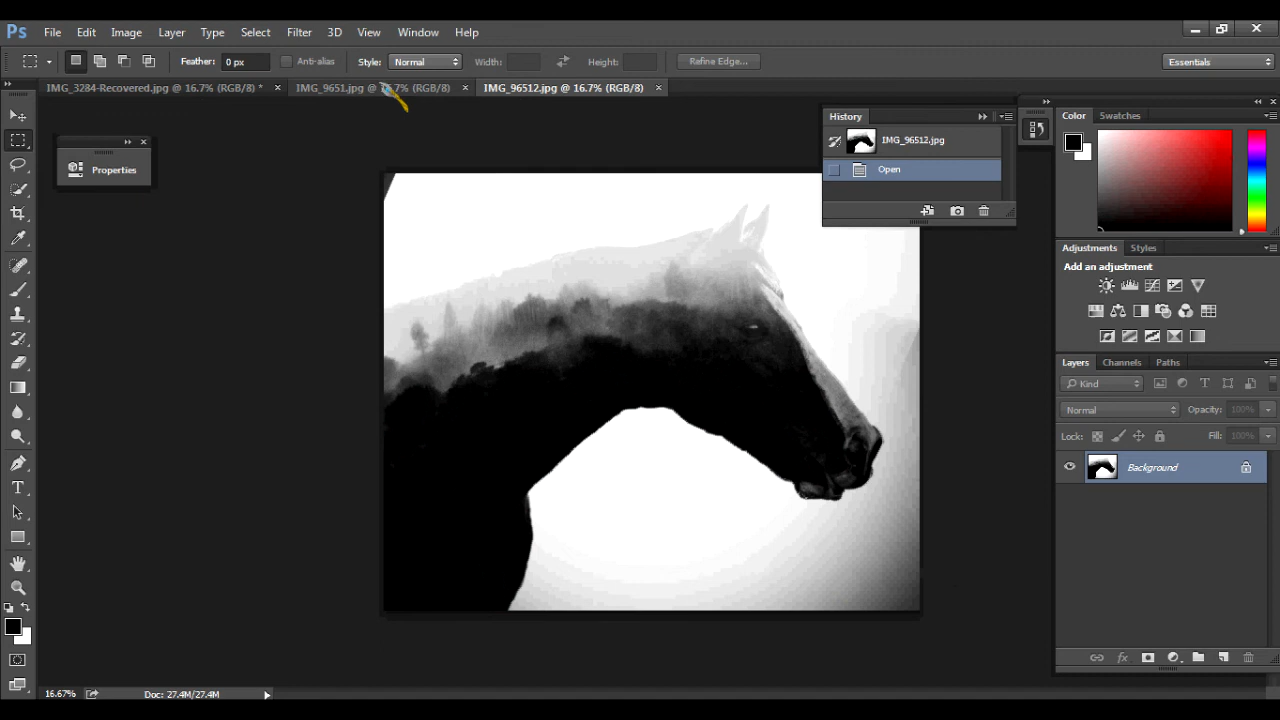 Ps File Edit Image Layer Type Select Filter 3D View Window Help
Feather: 0 px Anti-alias Style: Normal Width: Height: Refine Edge... Essentials
IMG_3284-Recovered.jpg @ 16.7% (RGB/8) * × IMG_9651.jpg @ (RGB/8) × IMG_96512.jpg @ 16.7% (RGB/8) ×
Properties
History
IMG_96512.jpg
Open
Color Swatches
Adjustments Styles
Add an adjustment
Layers Channels Paths
Kind
Normal Opacity: 100%
Lock: Fill: 100%
Background
16.67% Doc: 27.4M/27.4M